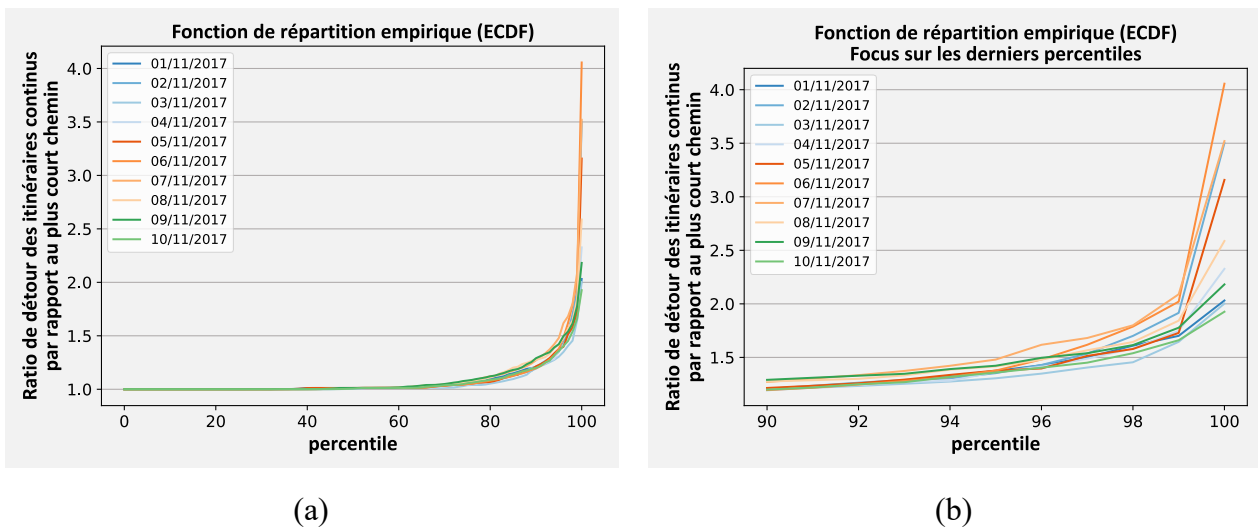 Fonction de répartition empirique (ECDF)
Ratio de détour des itinéraires continus
par rapport au plus court chemin
4.0
3.5
3.0
2.5
2.0
1.5
1.0
01/11/2017
02/11/2017
03/11/2017
04/11/2017
05/11/2017
06/11/2017
07/11/2017
08/11/2017
09/11/2017
10/11/2017
0 20 40 60 80 100
percentile
(a)
Fonction de répartition empirique (ECDF)
Focus sur les derniers percentiles
Ratio de détour des itinéraires continus
par rapport au plus court chemin
4.0
3.5
3.0
2.5
2.0
1.5
01/11/2017
02/11/2017
03/11/2017
04/11/2017
05/11/2017
06/11/2017
07/11/2017
08/11/2017
09/11/2017
10/11/2017
90 92 94 96 98 100
percentile
(b)